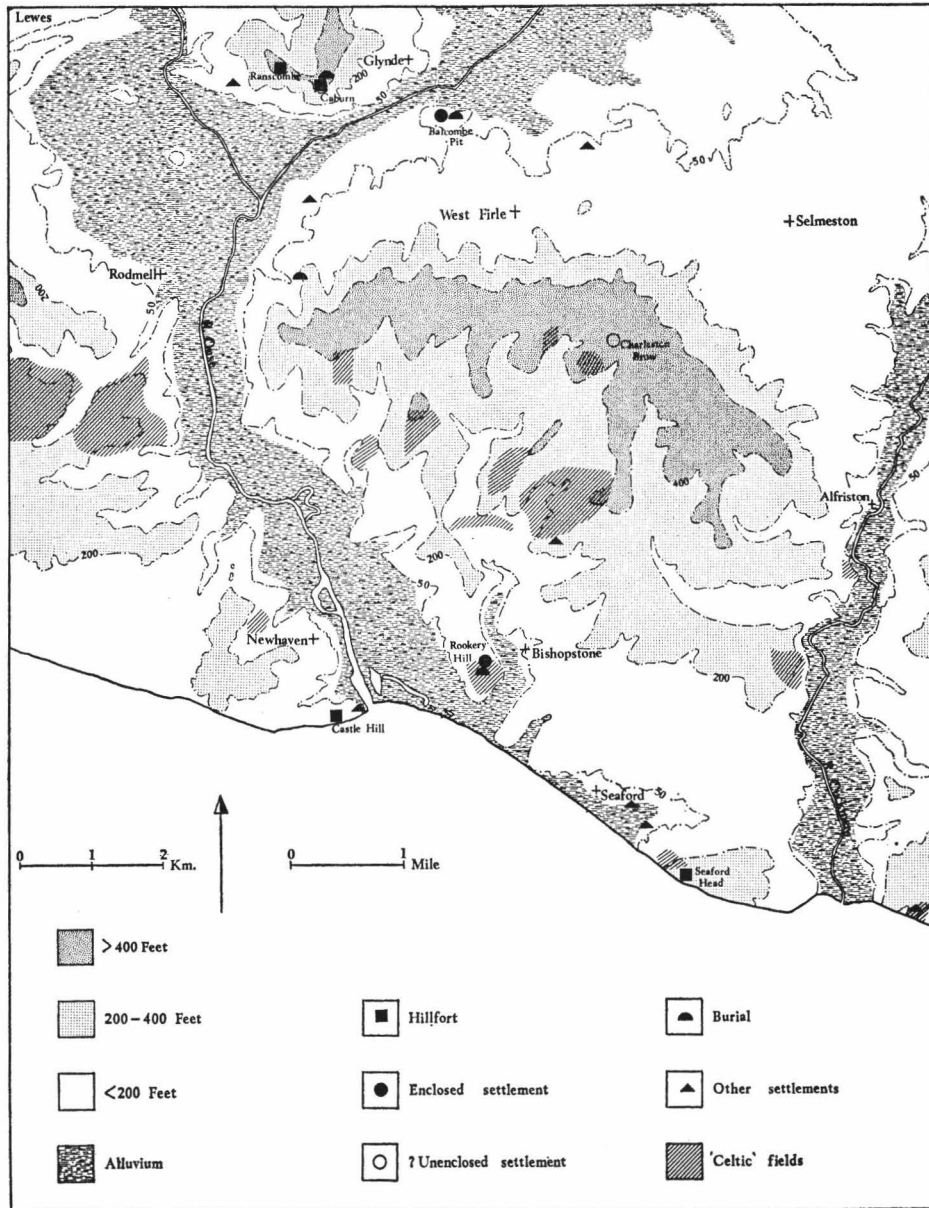 Lewes
Glynde
Ranscombe
Caburn
200
50
Balcombe
Pit
50
West Firle
Selmeston
Rodmell
50
200
R. Ouse
Charleston
Brow
400
Alfriston
50
200
200
50
Newhaven
Rookery
Hill
Bishopstone
200
Castle Hill
Seaford
50
Seaford
Head
0 1 2 Km.
0 1 Mile
>400 Feet
200-400 Feet
<200 Feet
Alluvium
Hillfort
Enclosed settlement
? Unenclosed settlement
Burial
Other settlements
'Celtic' fields